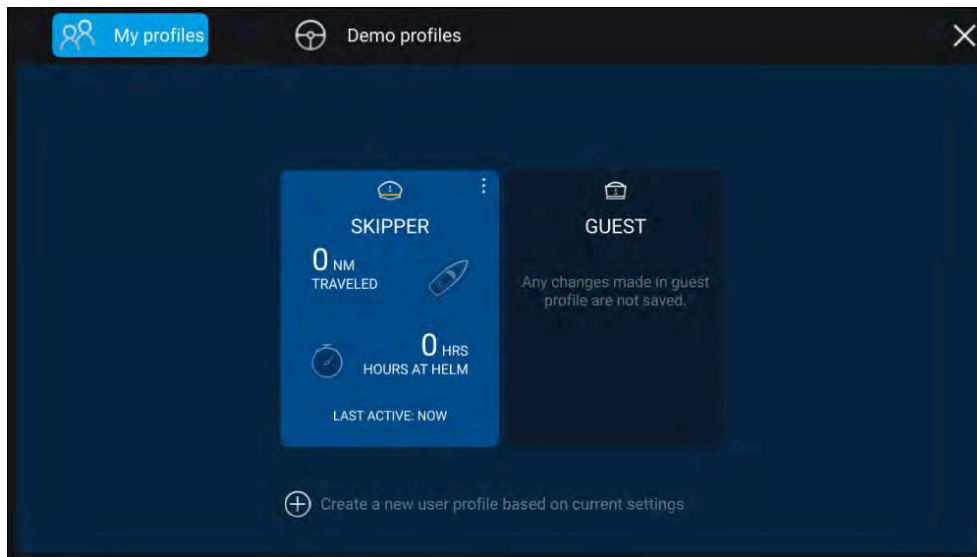 My profiles
Demo profiles
SKIPPER
0 NM
TRAVELED
0 HRS
HOURS AT HELM
LAST ACTIVE: NOW
GUEST
Any changes made in guest
profile are not saved.
Create a new user profile based on current settings